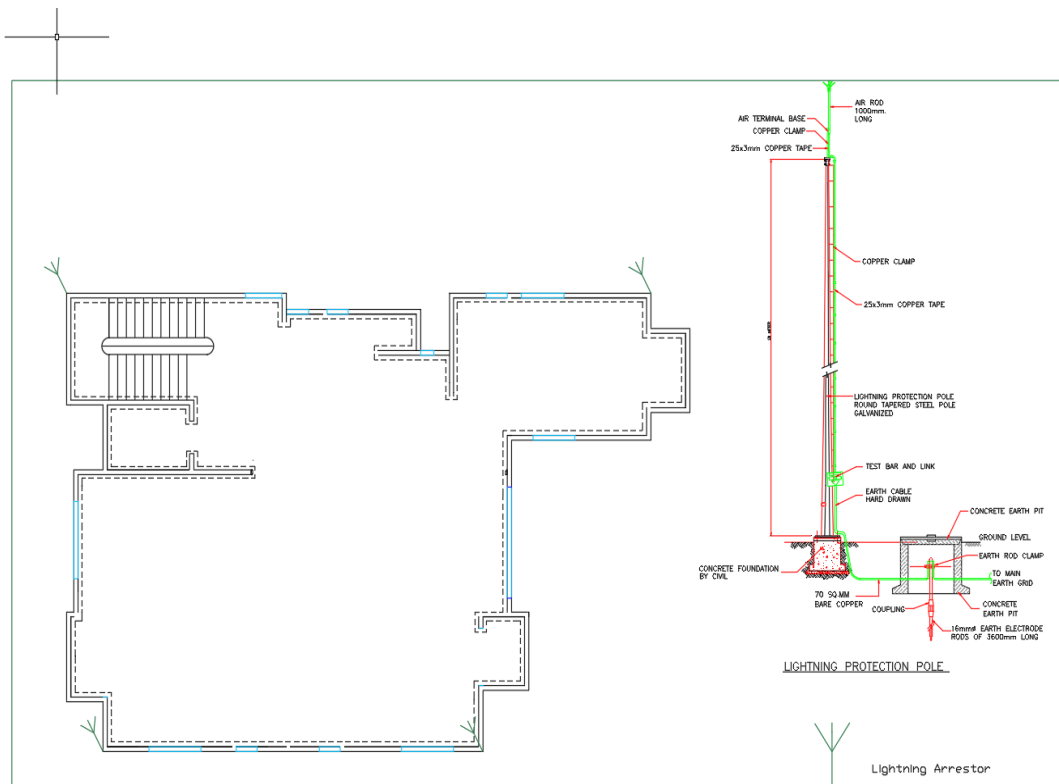 AIR ROD
1000mm.
LONG
AIR TERMINAL BASE
COPPER CLAMP
25x3mm COPPER TAPE
COPPER CLAMP
25x3mm COPPER TAPE
LIGHTNING PROTECTION POLE
ROUND TAPERED STEEL POLE
GALVANIZED
TEST BAR AND LINK
EARTH CABLE
HARD DRAWN
CONCRETE EARTH PIT
GROUND LEVEL
EARTH ROD CLAMP
TO MAIN
EARTH GRID
CONCRETE FOUNDATION
BY CIVIL
70 SQ.MM
BARE COPPER
COUPLING
CONCRETE
EARTH PIT
16mmø EARTH ELECTRODE
RODS OF 3600mm LONG
LIGHTNING PROTECTION POLE
Lightning Arrestor